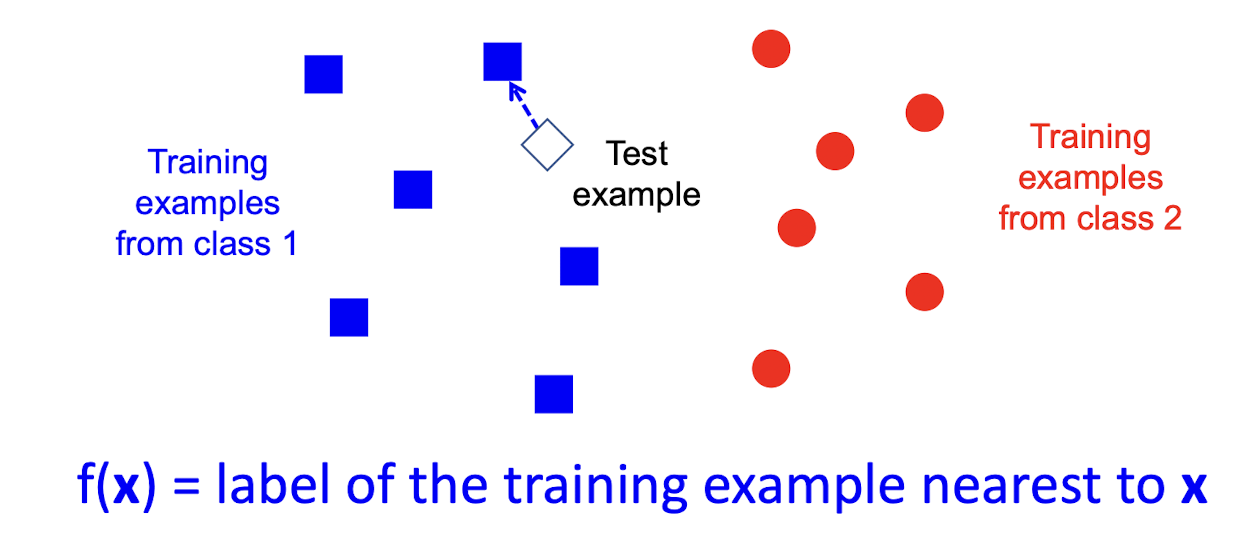 Training
examples
from class 1
Test
example
Training
examples
from class 2
f(x) = label of the training example nearest to x